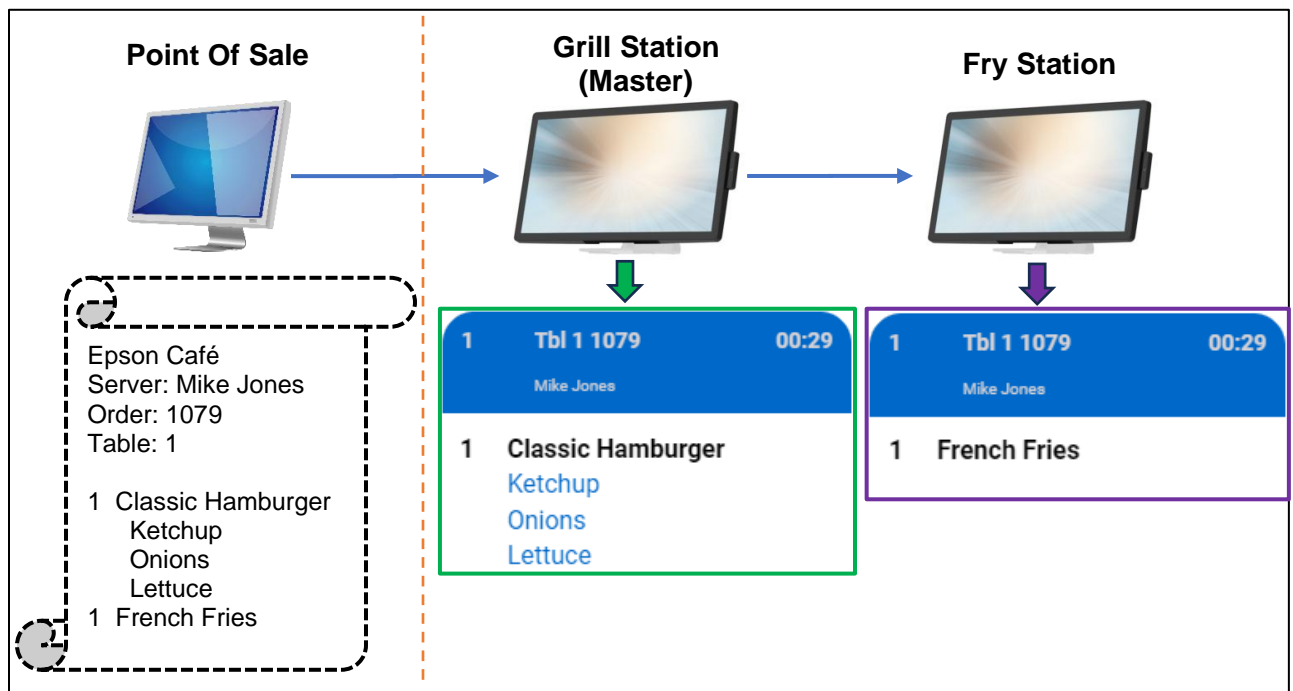 Point Of Sale
Grill Station
(Master)
Fry Station
Epson Café
Server: Mike Jones
Order: 1079
Table: 1
1 Classic Hamburger
Ketchup
Onions
Lettuce
1 French Fries
1 Tbl 1 1079 00:29
Mike Jones
1 Classic Hamburger
Ketchup
Onions
Lettuce
1 Tbl 1 1079 00:29
Mike Jones
1 French Fries